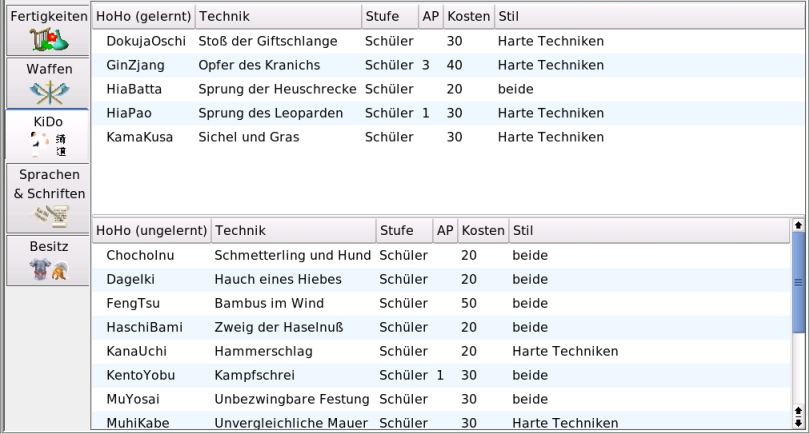 Fertigkeiten
Waffen
KiDo
Sprachen
& Schriften
Besitz
HoHo (gelernt) Technik Stufe AP Kosten Stil
DokujaOschi Stoß der Giftschlange Schüler 30 Harte Techniken
GinZjang Opfer des Kranichs Schüler 3 40 Harte Techniken
HiaBatta Sprung der Heuschrecke Schüler 20 beide
HiaPao Sprung des Leoparden Schüler 1 30 Harte Techniken
KamaKusa Sichel und Gras Schüler 30 Harte Techniken
HoHo (ungelernt) Technik Stufe AP Kosten Stil
ChochoInu Schmetterling und Hund Schüler 20 beide
DageIki Hauch eines Hiebes Schüler 20 beide
FengTsu Bambus im Wind Schüler 50 beide
HaschiBami Zweig der Haselnuß Schüler 20 beide
KanaUchi Hammerschlag Schüler 20 Harte Techniken
KentoYobu Kampfschrei Schüler 1 30 beide
MuYosai Unbezwingbare Festung Schüler 30 beide
MuhiKabe Unvergleichliche Mauer Schüler 30 Harte Techniken